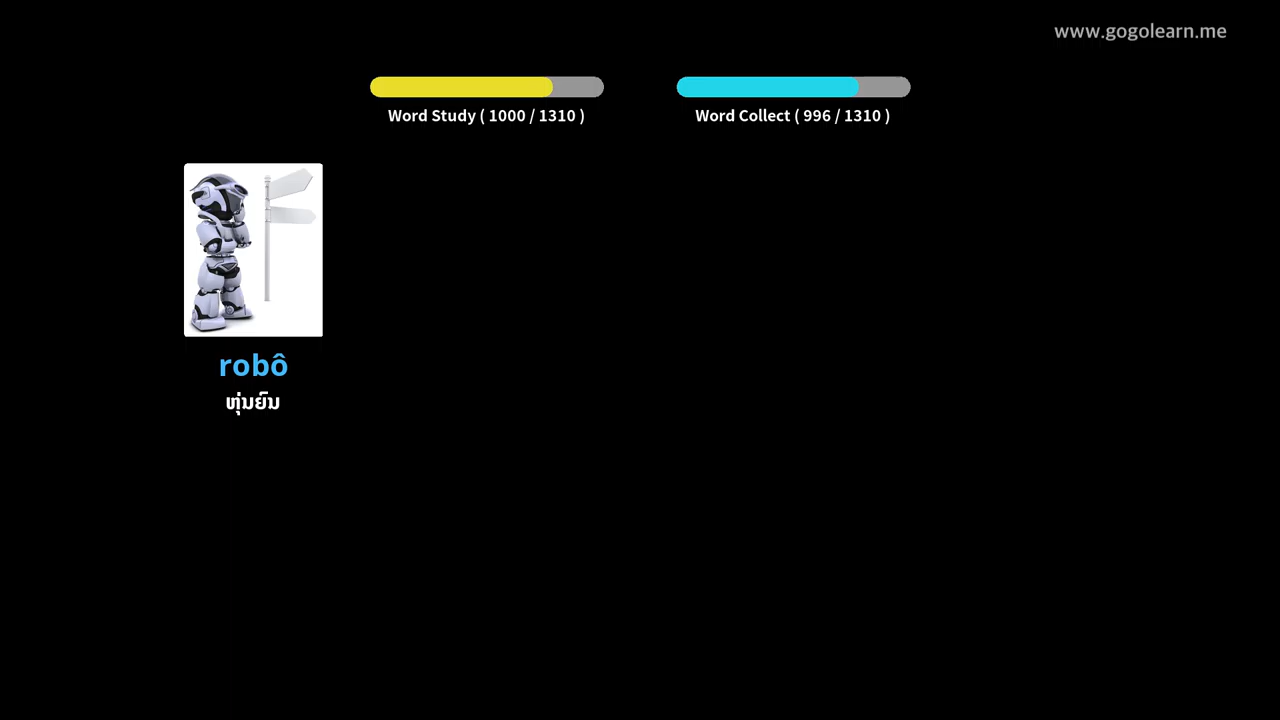 www.gogolearn.me
Word Study ( 1000 / 1310 )
Word Collect ( 996 / 1310 )
robô
ຫຸ່ນຍົນ